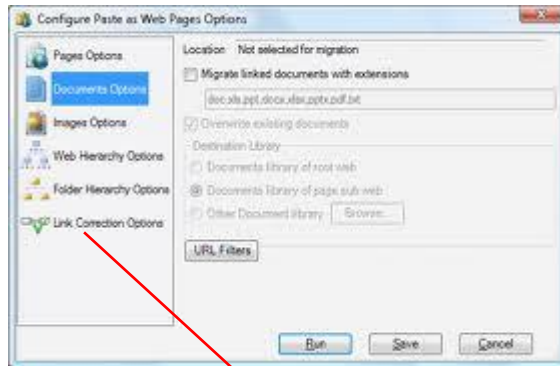 Configure Paste as Web Pages Options
Pages Options
Documents Options
Images Options
Web Hierarchy Options
Folder Hierarchy Options
Link Correction Options
Location Not selected for migration
Migrate linked documents with extensions
doc,xls,ppt,docx,xlsx,pptx,pdf,txt
Overwrite existing documents
Destination Library
Documents library of root web
Documents library of page sub web
Other Document library Browse...
URL Filters
Run Save Cancel